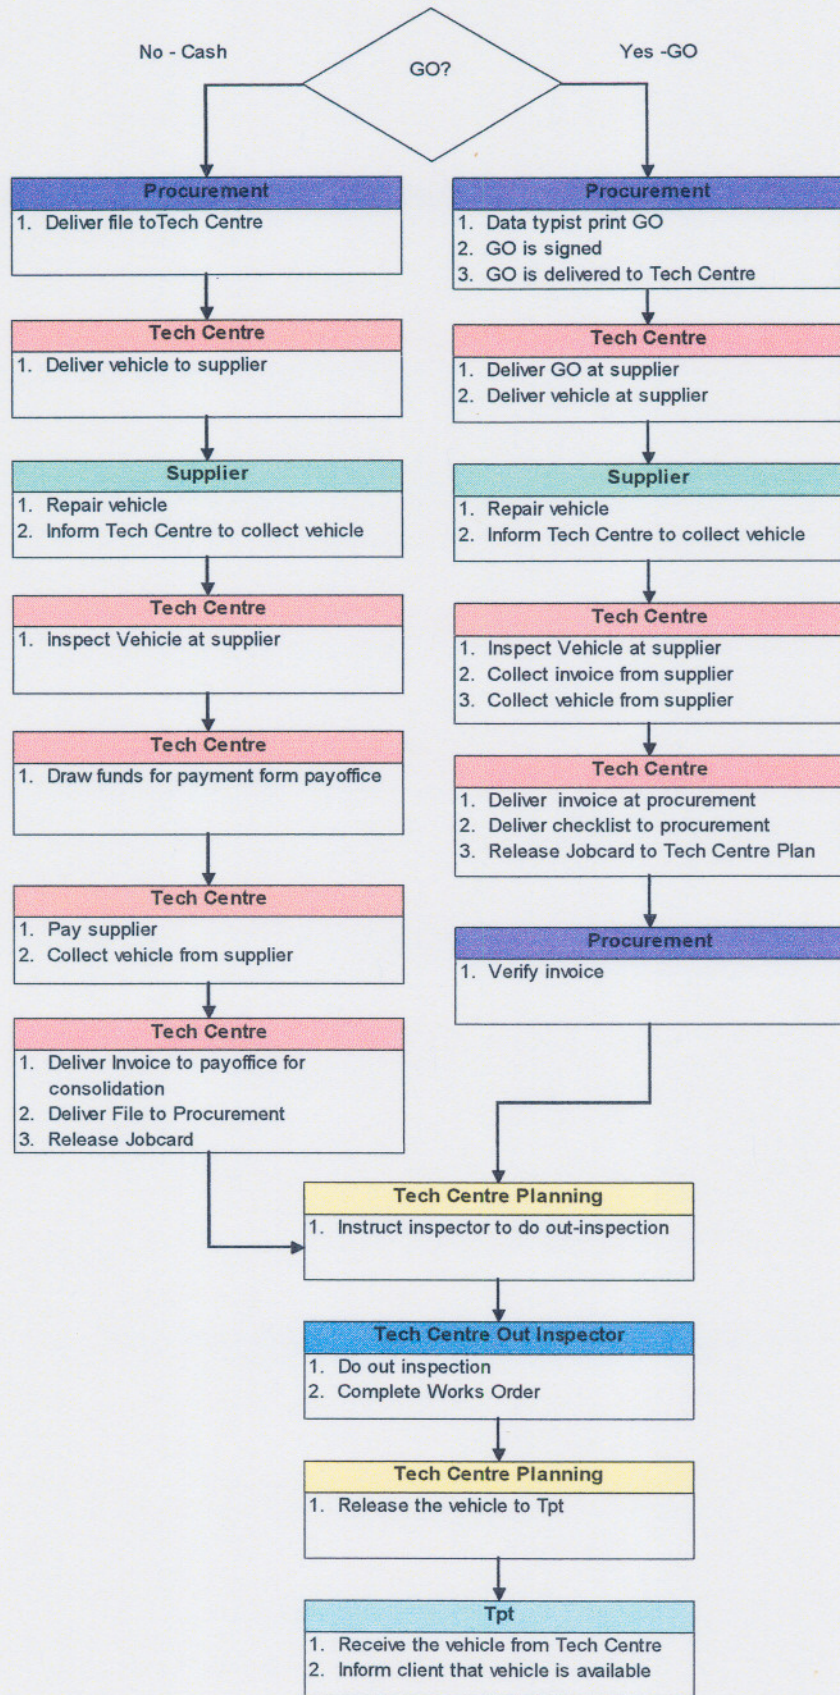 GO?
No - Cash
Procurement
1. Deliver file toTech Centre
Tech Centre
1. Deliver vehicle to supplier
Supplier
1. Repair vehicle
2. Inform Tech Centre to collect vehicle
Tech Centre
1. Inspect Vehicle at supplier
Tech Centre
1. Draw funds for payment form payoffice
Tech Centre
1. Pay supplier
2. Collect vehicle from supplier
Tech Centre
1. Deliver Invoice to payoffice for
consolidation
2. Deliver File to Procurement
3. Release Jobcard
Yes -GO
Procurement
1. Data typist print GO
2. GO is signed
3. GO is delivered to Tech Centre
Tech Centre
1. Deliver GO at supplier
2. Deliver vehicle at supplier
Supplier
1. Repair vehicle
2. Inform Tech Centre to collect vehicle
Tech Centre
1. Inspect Vehicle at supplier
2. Collect invoice from supplier
3. Collect vehicle from supplier
Tech Centre
1. Deliver invoice at procurement
2. Deliver checklist to procurement
3. Release Jobcard to Tech Centre Plan
Procurement
1. Verify invoice
Tech Centre Planning
1. Instruct inspector to do out-inspection
Tech Centre Out Inspector
1. Do out inspection
2. Complete Works Order
Tech Centre Planning
1. Release the vehicle to Tpt
Tpt
1. Receive the vehicle from Tech Centre
2. Inform client that vehicle is available